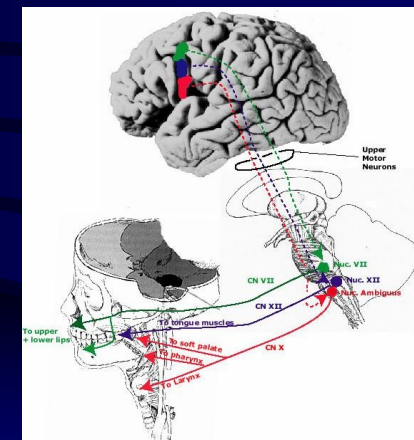 Upper
Motor
Neurons
Nuc. VII
CN VII
Nuc. XII
Nuc. Ambiguus
CN XII
To tongue muscles
To upper
+ lower lips
To soft palate
To pharynx
CN X
To Larynx